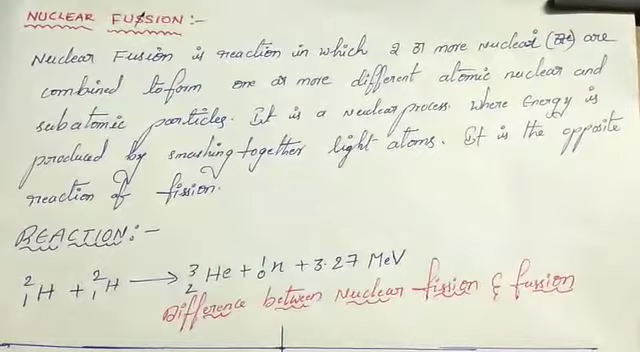 NUCLEAR FUSSION :-
Nuclear Fusion is reaction in which 2 or more nuclei (or) are
combined to form one or more different atomic nuclear and
subatomic particles. It is a nuclear process. Where Energy is
produced by smashing together light atoms. It is the opposite
reaction of fission.
REACTION :-
²₁H + ²₁H ⟶ ³₂He + ¹₀n + 3.27 MeV
Difference between Nuclear fission & fussion